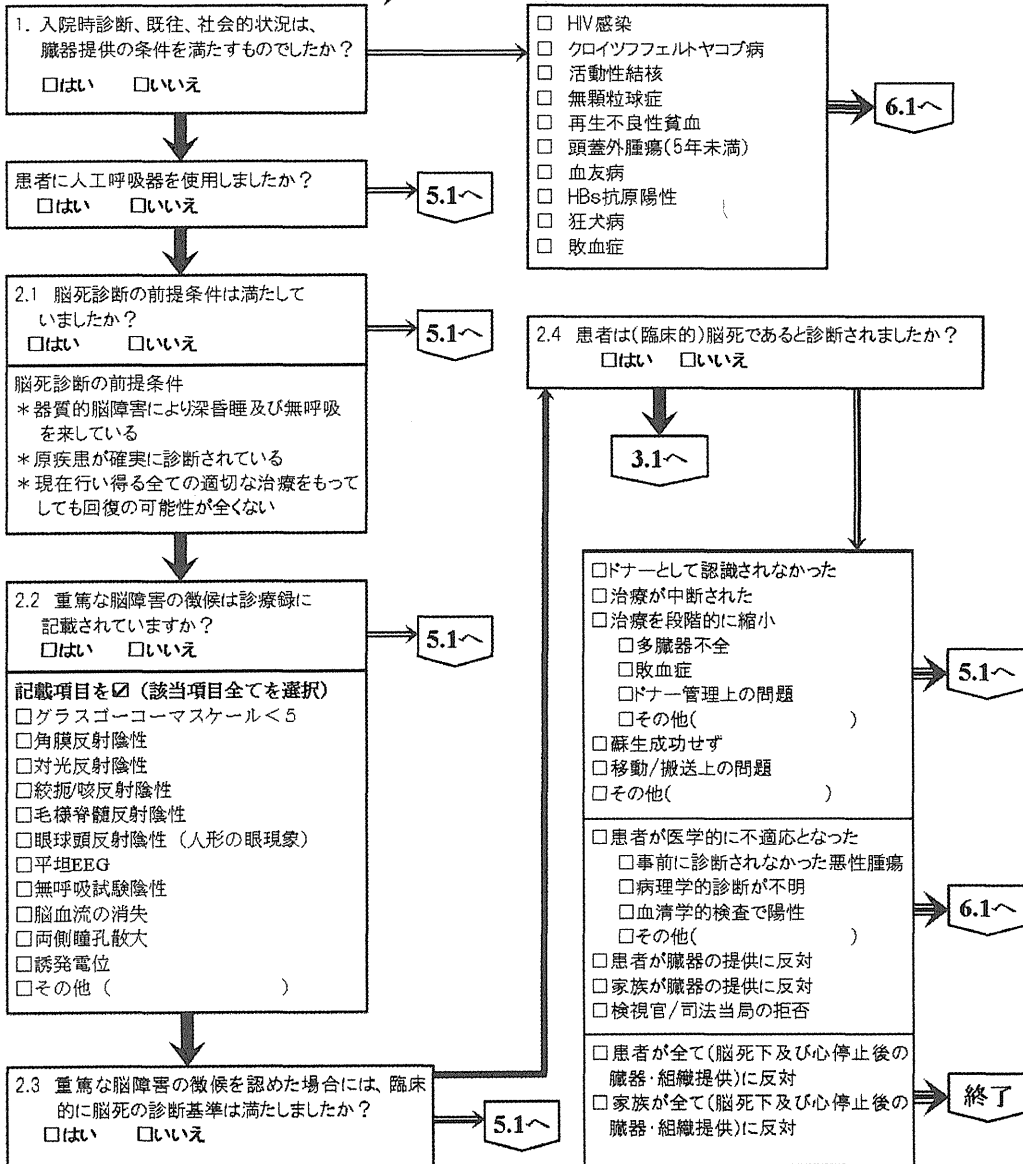 1. 入院時診断、既往、社会的状況は、
臓器提供の条件を満たすものでしたか？
□はい □いいえ
□ HIV感染
□ クロイツフフェルトヤコブ病
□ 活動性結核
□ 無顆粒球症
□ 再生不良性貧血
□ 頭蓋外腫瘍(5年未満)
□ 血友病
□ HBs抗原陽性
□ 狂犬病
□ 敗血症
6.1へ
患者に人工呼吸器を使用しましたか？
□はい □いいえ
5.1へ
2.1 脳死診断の前提条件は満たして
いましたか？
□はい □いいえ
5.1へ
脳死診断の前提条件
＊器質的脳障害により深昏睡及び無呼吸
を来している
＊原疾患が確実に診断されている
＊現在行い得る全ての適切な治療をもって
しても回復の可能性が全くない
2.2 重篤な脳障害の徴候は診療録に
記載されていますか？
□はい □いいえ
5.1へ
記載項目を☑（該当項目全てを選択）
□グラスゴーコーマスケール＜5
□角膜反射陰性
□対光反射陰性
□絞扼/咳反射陰性
□毛様脊髄反射陰性
□眼球頭反射陰性（人形の眼現象）
□平坦EEG
□無呼吸試験陰性
□脳血流の消失
□両側瞳孔散大
□誘発電位
□その他（ ）
2.3 重篤な脳障害の徴候を認めた場合には、臨床
的に脳死の診断基準は満たしましたか？
□はい □いいえ
5.1へ
2.4 患者は(臨床的)脳死であると診断されましたか？
□はい □いいえ
3.1へ
□ドナーとして認識されなかった
□治療が中断された
□治療を段階的に縮小
□多臓器不全
□敗血症
□ドナー管理上の問題
□その他( )
□蘇生成功せず
□移動/搬送上の問題
□その他( )
5.1へ
□患者が医学的に不適応となった
□事前に診断されなかった悪性腫瘍
□病理学的診断が不明
□血清学的検査で陽性
□その他( )
□患者が臓器の提供に反対
□家族が臓器の提供に反対
□検視官/司法当局の拒否
6.1へ
□患者が全て(脳死下及び心停止後の
臓器・組織提供)に反対
□家族が全て(脳死下及び心停止後の
臓器・組織提供)に反対
終了